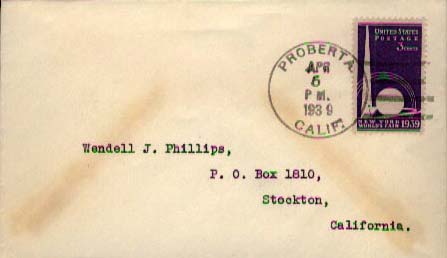 UNITED STATES
POSTAGE
3 CENTS
NEW YORK
WORLD'S FAIR 1939
PROBERTA.
APR
5
P M.
1939
CALIF.
Wendell J. Phillips,
P. O. Box 1810,
Stockton,
California.